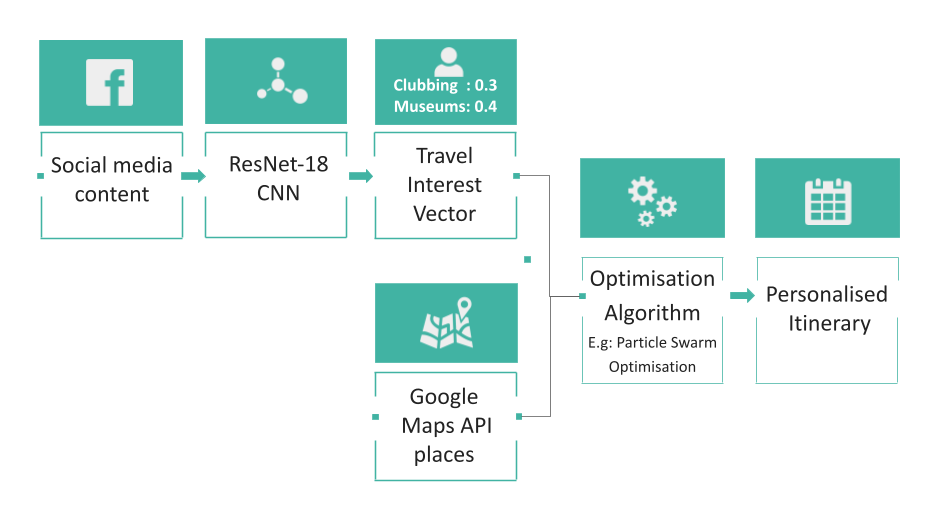 Social media
content
ResNet-18
CNN
Clubbing : 0.3
Museums: 0.4
Travel
Interest
Vector
Google
Maps API
places
Optimisation
Algorithm
E.g: Particle Swarm
Optimisation
Personalised
Itinerary